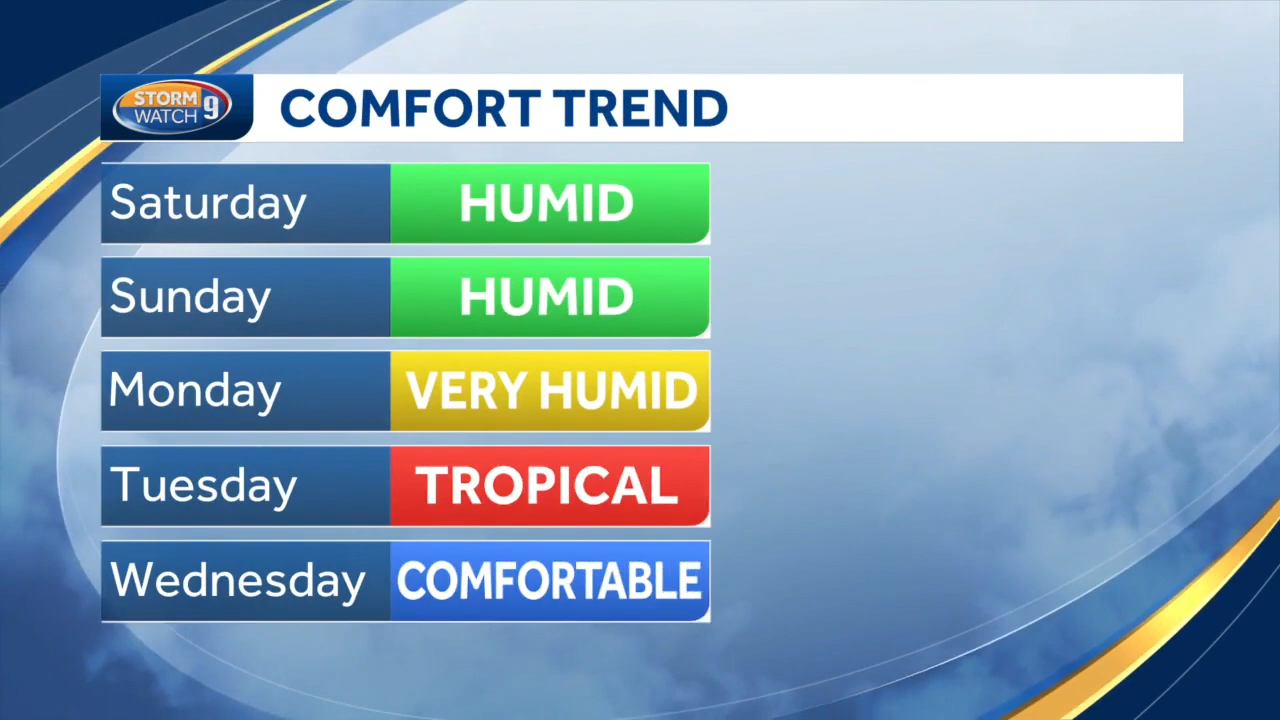 STORM
WATCH 9
COMFORT TREND
Saturday HUMID
Sunday HUMID
Monday VERY HUMID
Tuesday TROPICAL
Wednesday COMFORTABLE